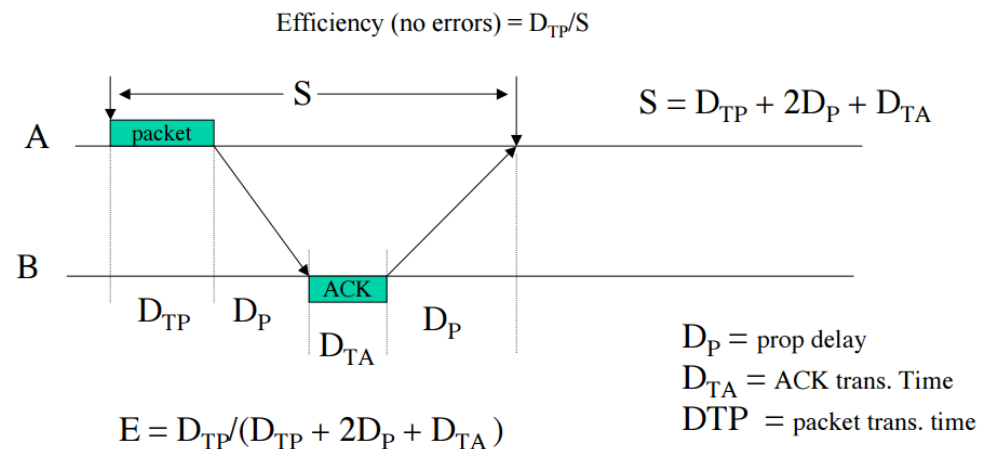 Efficiency (no errors) = D_TP/S
S
S = D_TP + 2D_P + D_TA
A
packet
B
ACK
D_TP
D_P
D_TA
D_P
D_P = prop delay
D_TA = ACK trans. Time
DTP = packet trans. time
E = D_TP/(D_TP + 2D_P + D_TA )